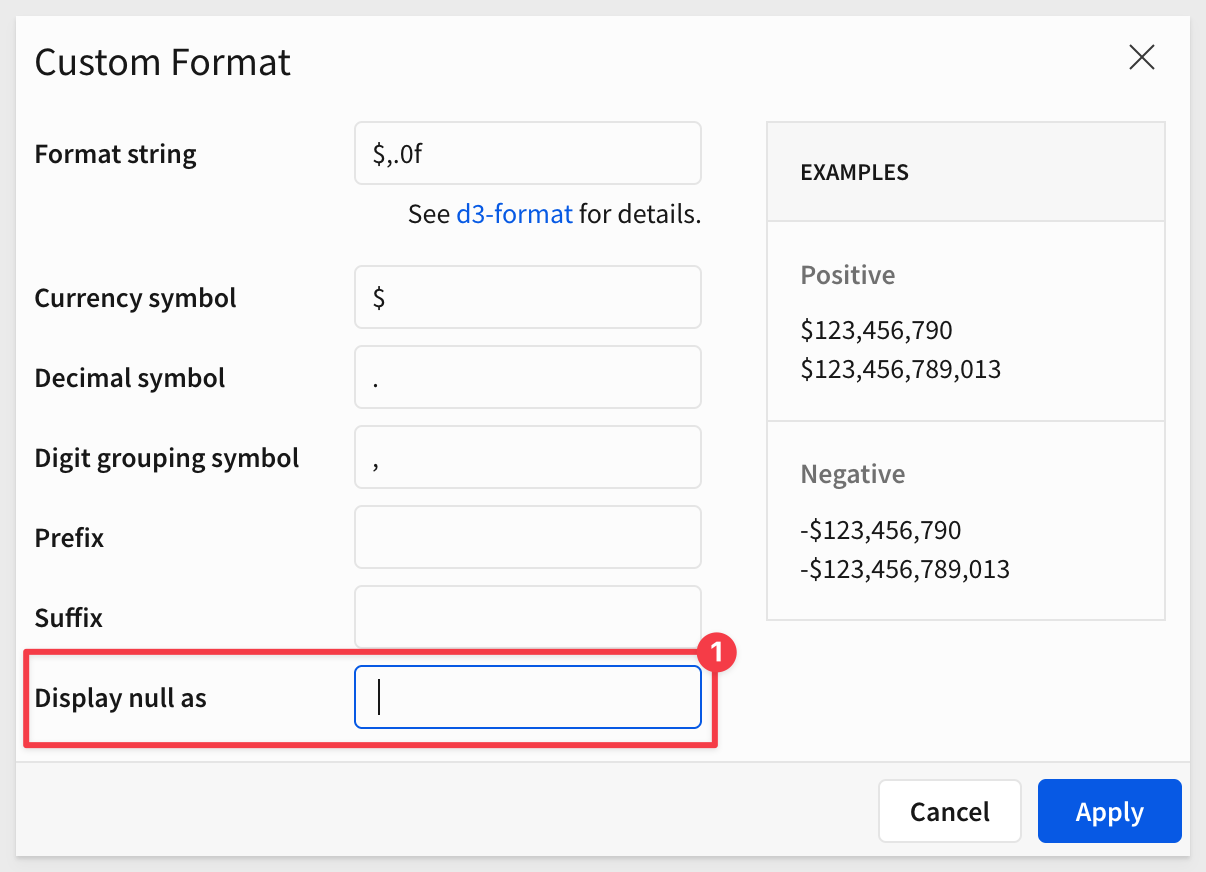 Custom Format
Format string
$,.0f
See d3-format for details.
Currency symbol
$
Decimal symbol
.
Digit grouping symbol
,
Prefix
Suffix
Display null as
1
EXAMPLES
Positive
$123,456,790
$123,456,789,013
Negative
-$123,456,790
-$123,456,789,013
Cancel
Apply